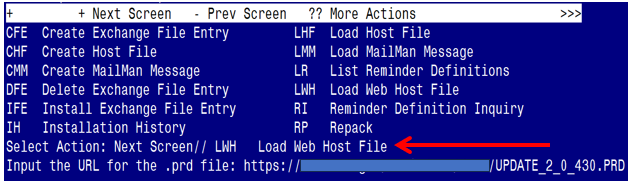 + + Next Screen - Prev Screen ?? More Actions >>>
CFE Create Exchange File Entry LHF Load Host File
CHF Create Host File LMM Load MailMan Message
CMM Create MailMan Message LR List Reminder Definitions
DFE Delete Exchange File Entry LWH Load Web Host File
IFE Install Exchange File Entry RI Reminder Definition Inquiry
IH Installation History RP Repack
Select Action: Next Screen// LWH Load Web Host File
Input the URL for the .prd file: https:// /UPDATE_2_0_430.PRD